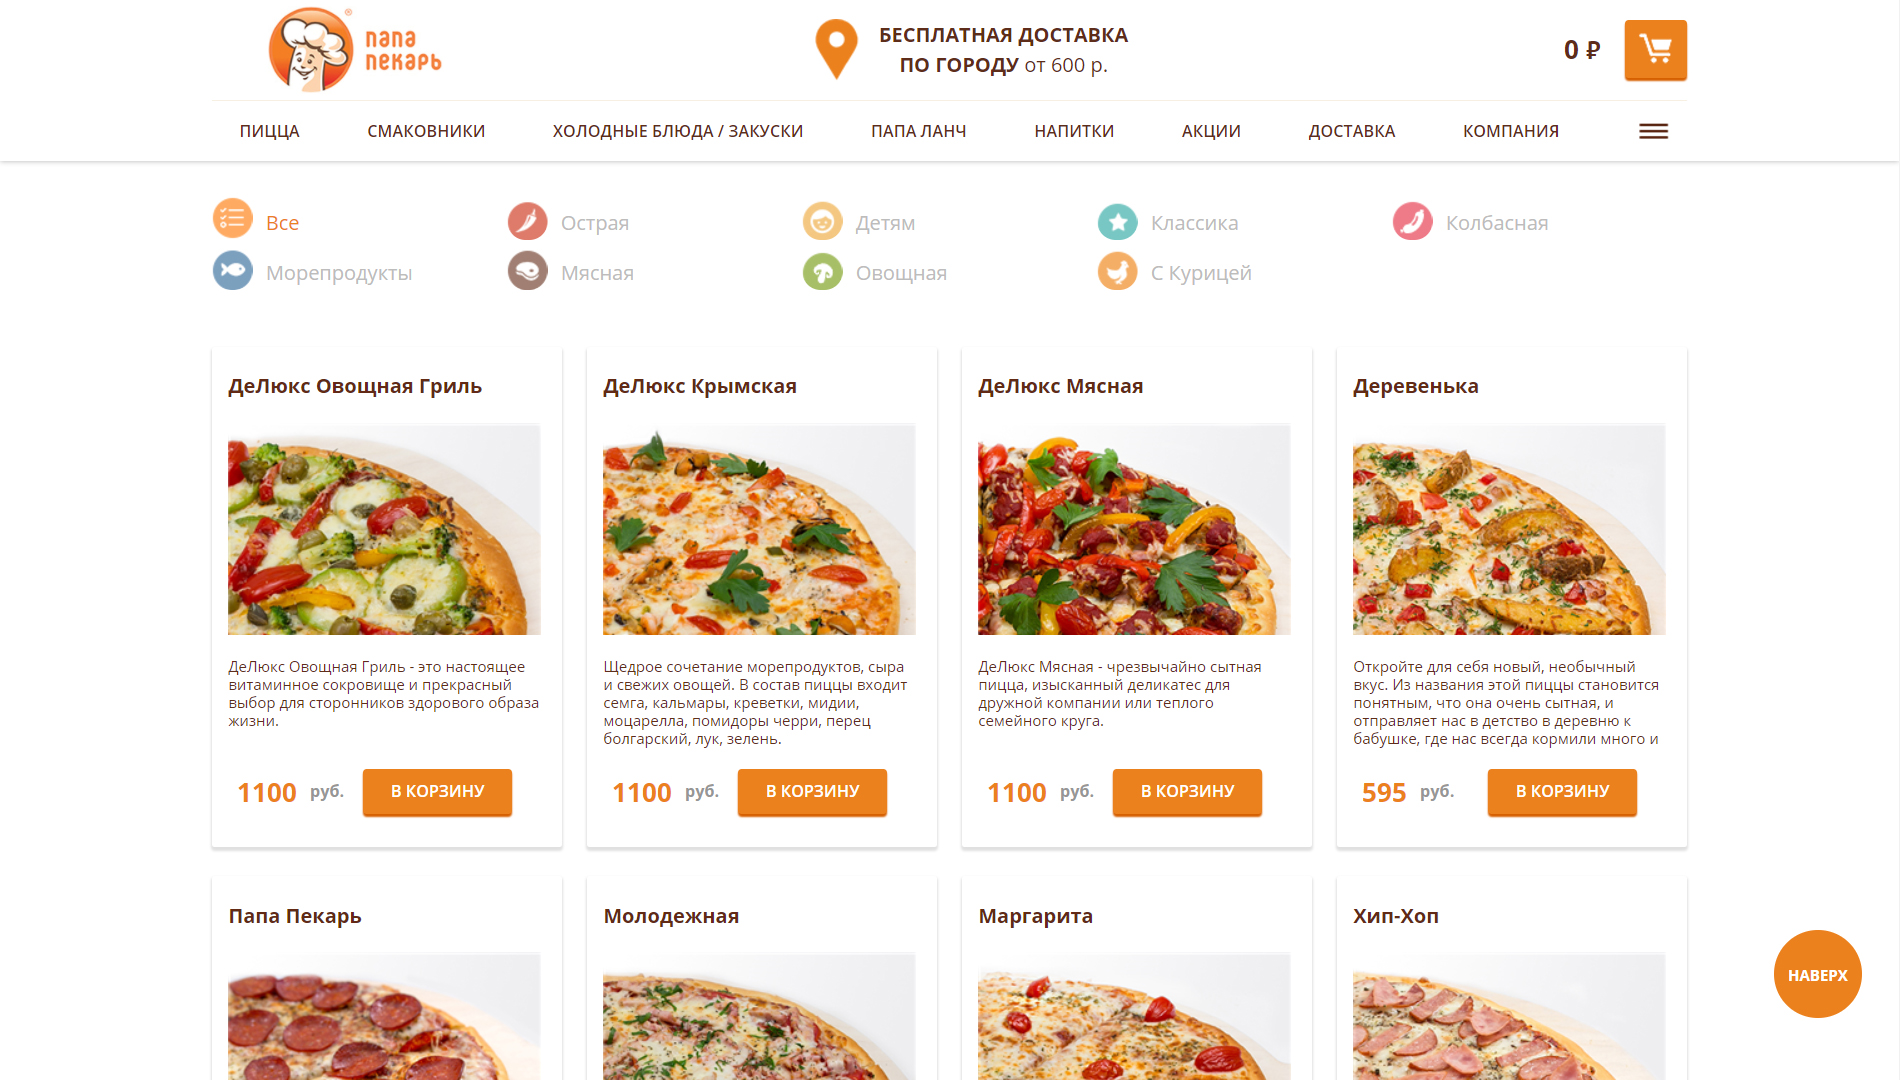 папа
пекарь
®
БЕСПЛАТНАЯ ДОСТАВКА
ПО ГОРОДУ от 600 р.
0 ₽
ПИЦЦА
СМАКОВНИКИ
ХОЛОДНЫЕ БЛЮДА / ЗАКУСКИ
ПАПА ЛАНЧ
НАПИТКИ
АКЦИИ
ДОСТАВКА
КОМПАНИЯ
Все
Острая
Детям
Классика
Колбасная
Морепродукты
Мясная
Овощная
С Курицей
ДеЛюкс Овощная Гриль
ДеЛюкс Овощная Гриль - это настоящее
витаминное сокровище и прекрасный
выбор для сторонников здорового образа
жизни.
1100 руб.
В КОРЗИНУ
ДеЛюкс Крымская
Щедрое сочетание морепродуктов, сыра
и свежих овощей. В состав пиццы входит
семга, кальмары, креветки, мидии,
моцарелла, помидоры черри, перец
болгарский, лук, зелень.
1100 руб.
В КОРЗИНУ
ДеЛюкс Мясная
ДеЛюкс Мясная - чрезвычайно сытная
пицца, изысканный деликатес для
дружной компании или теплого
семейного круга.
1100 руб.
В КОРЗИНУ
Деревенька
Откройте для себя новый, необычный
вкус. Из названия этой пиццы становится
понятным, что она очень сытная, и
отправляет нас в детство в деревню к
бабушке, где нас всегда кормили много и
595 руб.
В КОРЗИНУ
Папа Пекарь
Молодежная
Маргарита
Хип-Хоп
НАВЕРХ